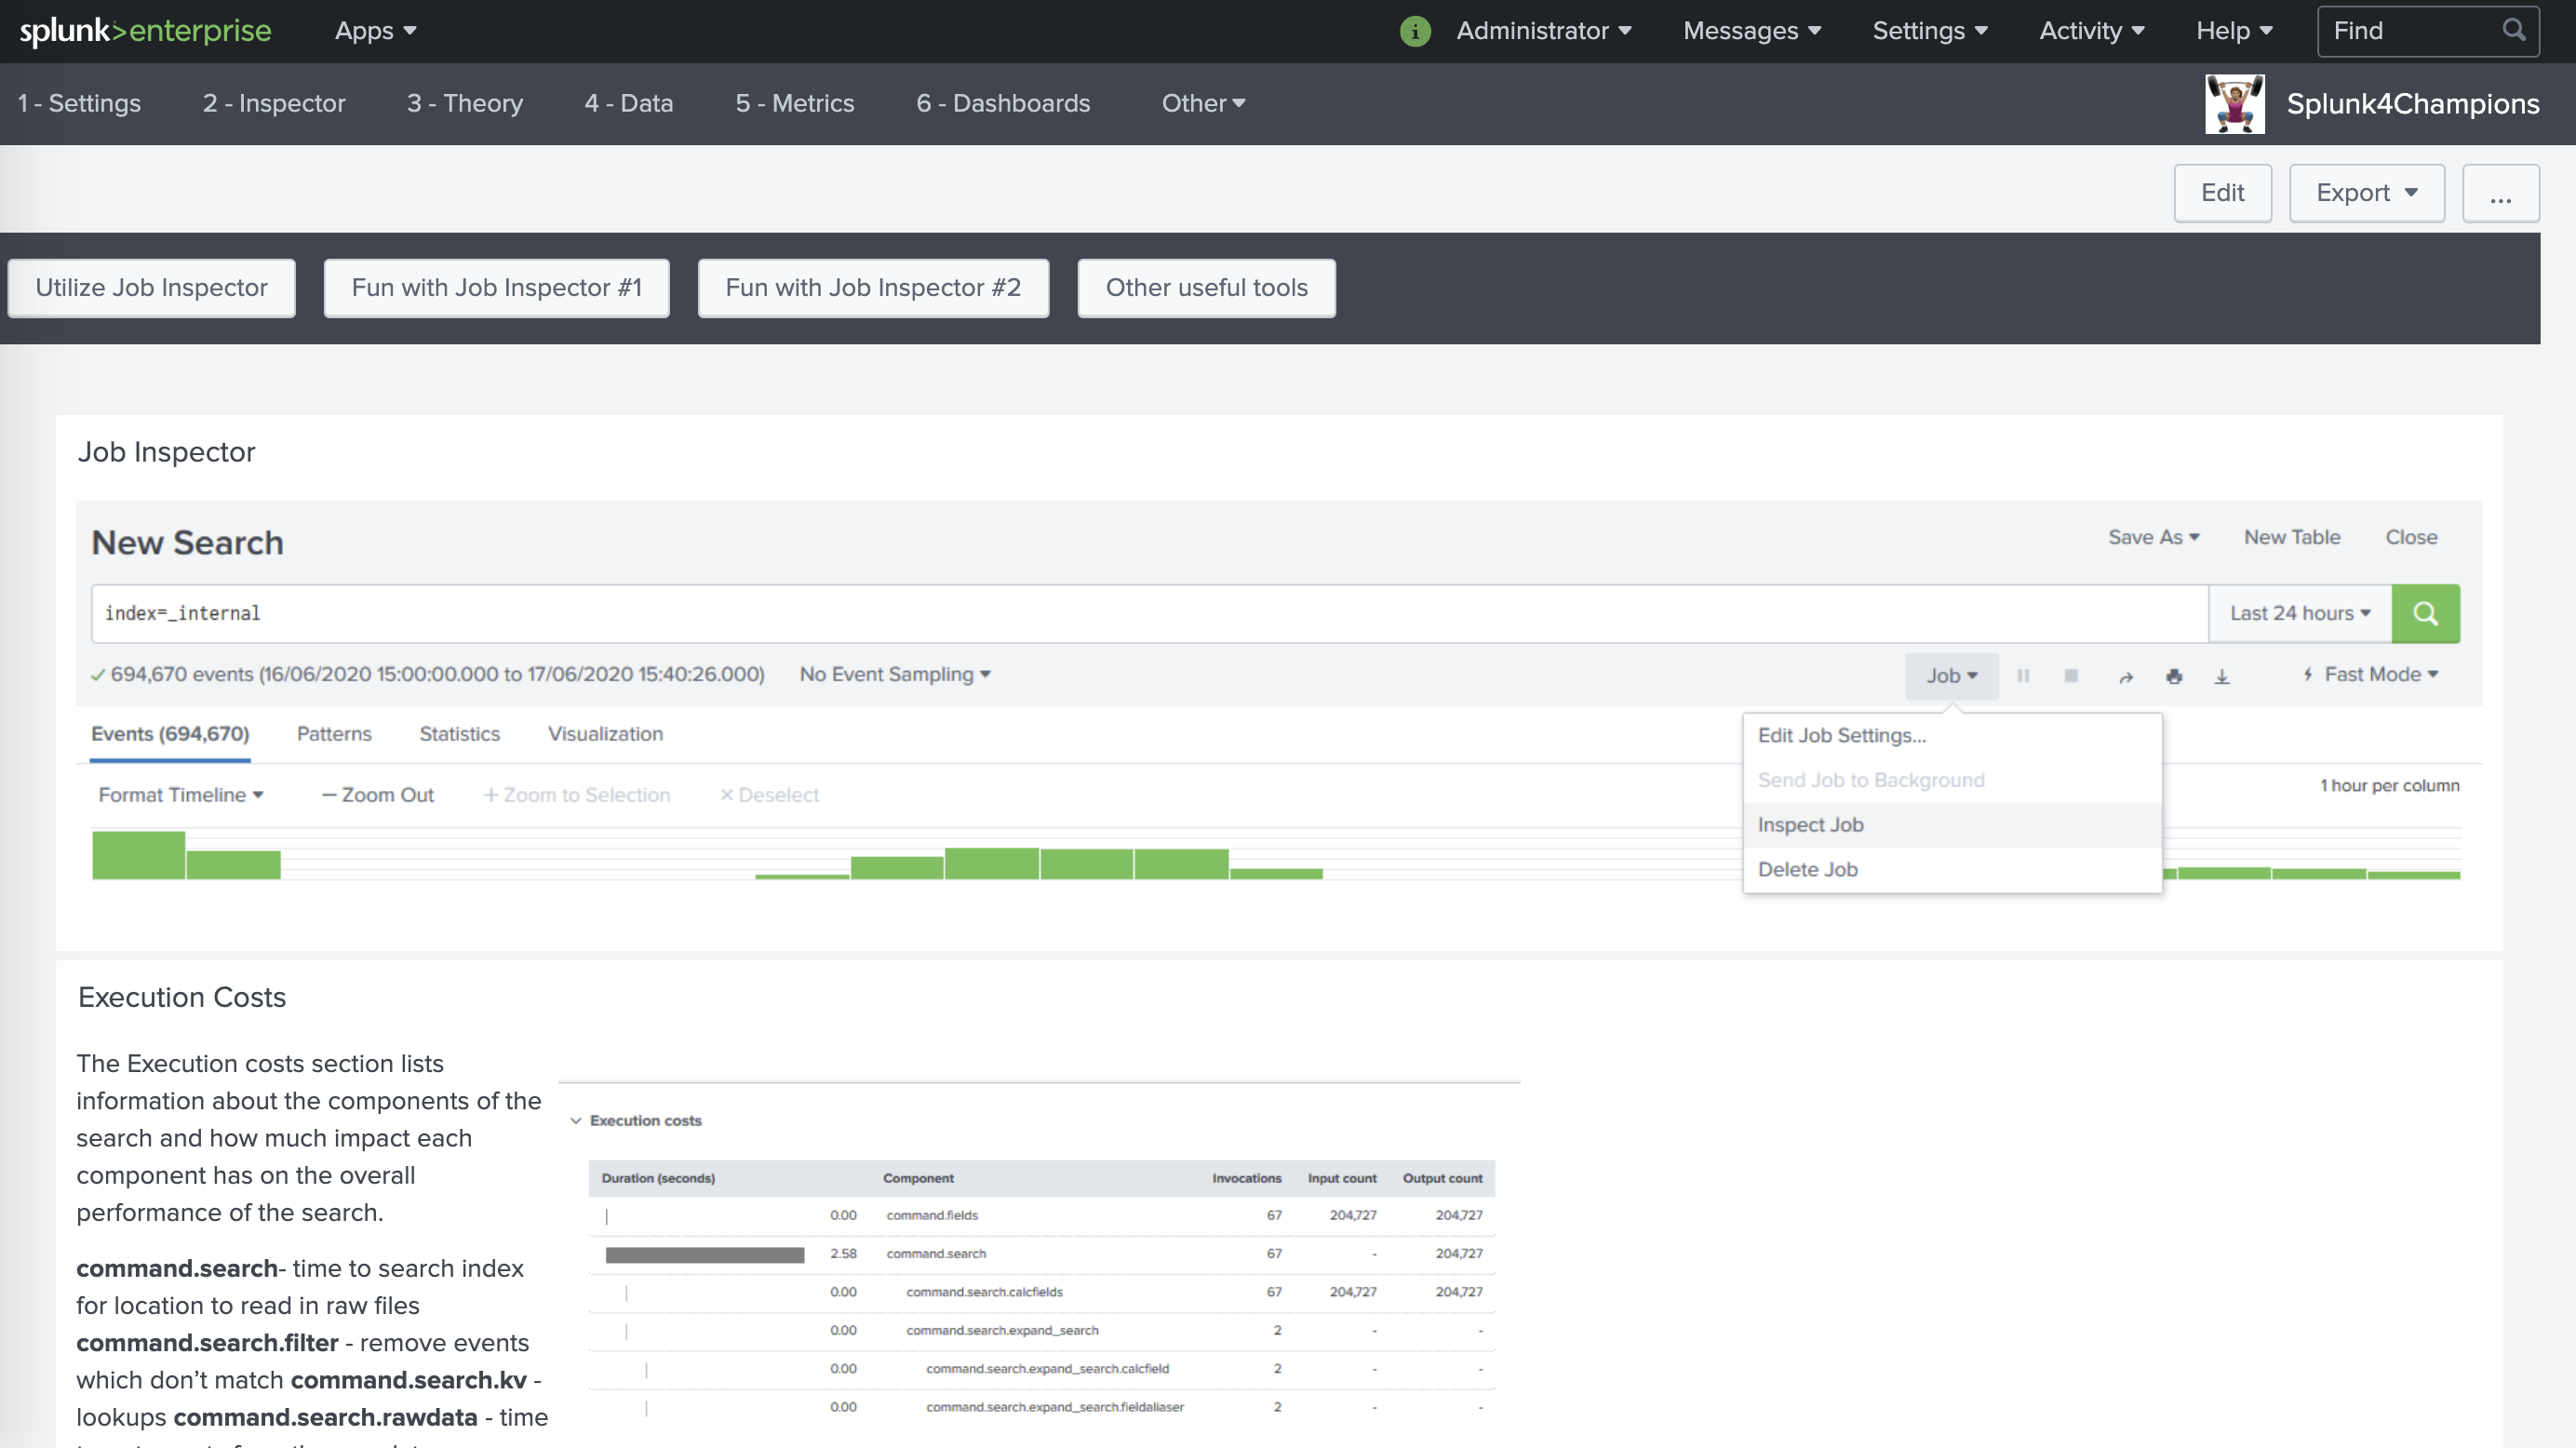 splunk>enterprise Apps Administrator Messages Settings Activity Help Find
1 - Settings 2 - Inspector 3 - Theory 4 - Data 5 - Metrics 6 - Dashboards Other Splunk4Champions
Edit Export ...
Utilize Job Inspector Fun with Job Inspector #1 Fun with Job Inspector #2 Other useful tools
Job Inspector
New Search Save As New Table Close
index=_internal Last 24 hours
694,670 events (16/06/2020 15:00:00.000 to 17/06/2020 15:40:26.000) No Event Sampling Job Fast Mode
Events (694,670) Patterns Statistics Visualization
Edit Job Settings...
Send Job to Background
Inspect Job
Delete Job
Format Timeline — Zoom Out + Zoom to Selection × Deselect 1 hour per column
Execution Costs
The Execution costs section lists
information about the components of the
search and how much impact each
component has on the overall
performance of the search.
command.search- time to search index
for location to read in raw files
command.search.filter - remove events
which don't match command.search.kv -
lookups command.search.rawdata - time
Execution costs
Duration (seconds) Component Invocations Input count Output count
0.00 command.fields 67 204,727 204,727
2.58 command.search 67 - 204,727
0.00 command.search.calcfields 67 204,727 204,727
0.00 command.search.expand_search 2 - -
0.00 command.search.expand_search.calcfield 2 - -
0.00 command.search.expand_search.fieldaliaser 2 - -